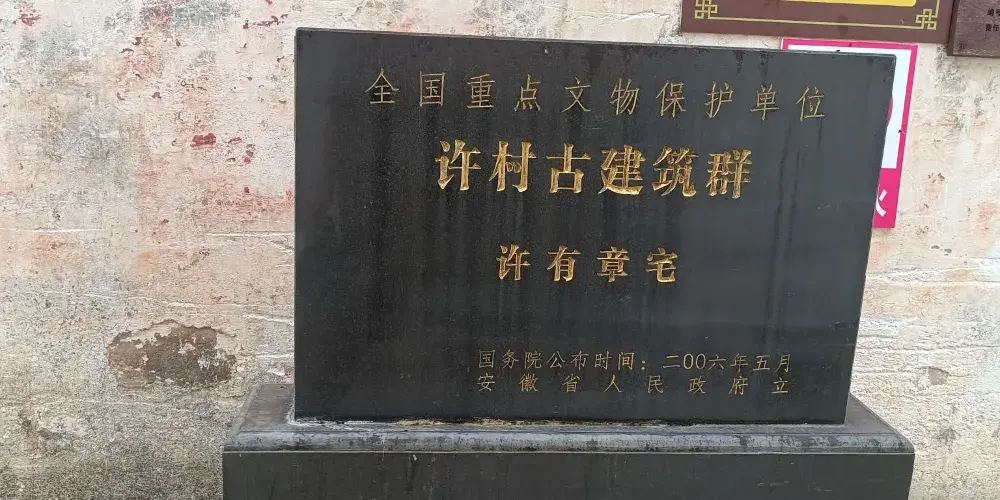 全国重点文物保护单位
许村古建筑群
许有章宅
国务院公布时间：二00六年五月
安徽省人民政府立
火